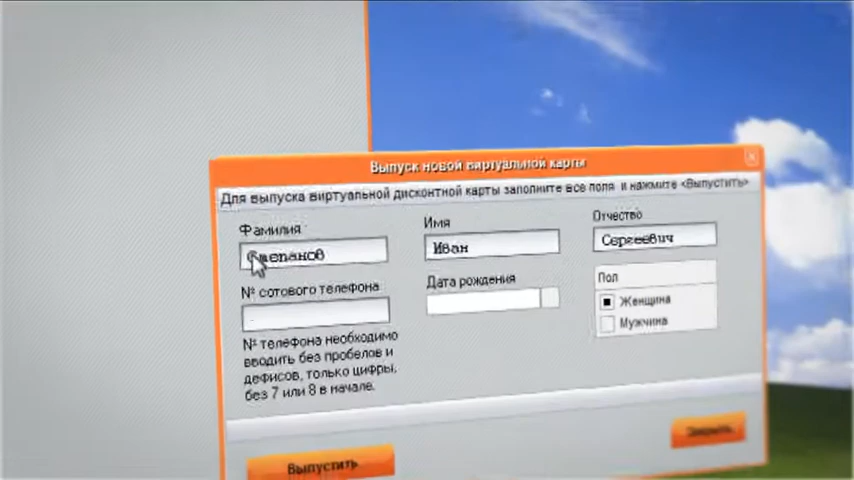 Выпуск новой виртуальной карты
Для выпуска виртуальной дисконтной карты заполните все поля и нажмите <Выпустить>
Фамилия
Имя
Отчество
Степанов
Иван
Сергеевич
№ сотового телефона
Дата рождения
Пол
Женщина
Мужчина
№ телефона необходимо
вводить без пробелов и
дефисов, только цифры,
без 7 или 8 в начале.
Выпустить
Закрыть